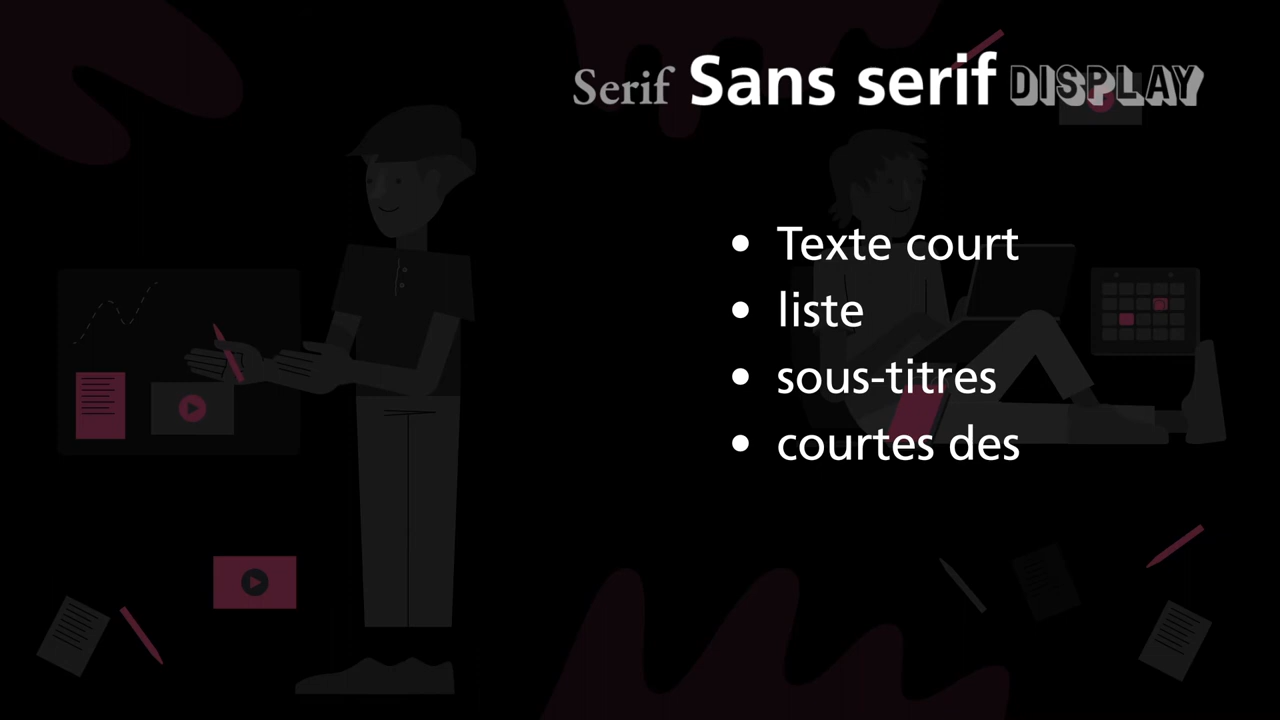 Serif Sans serif DISPLAY
• Texte court
• liste
• sous-titres
• courtes des